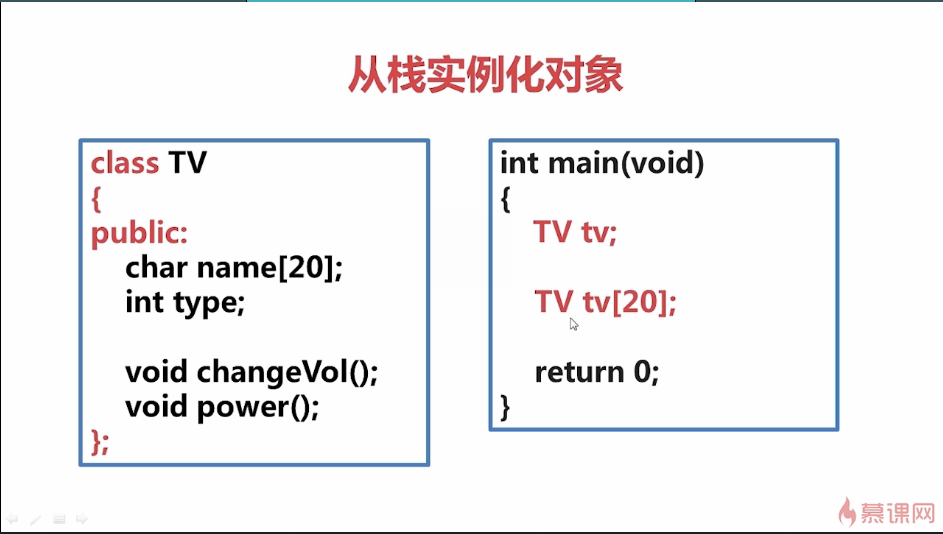 从栈实例化对象
class TV
{
public:
char name[20];
int type;
void changeVol();
void power();
};
int main(void)
{
TV tv;
TV tv[20];
return 0;
}
慕课网